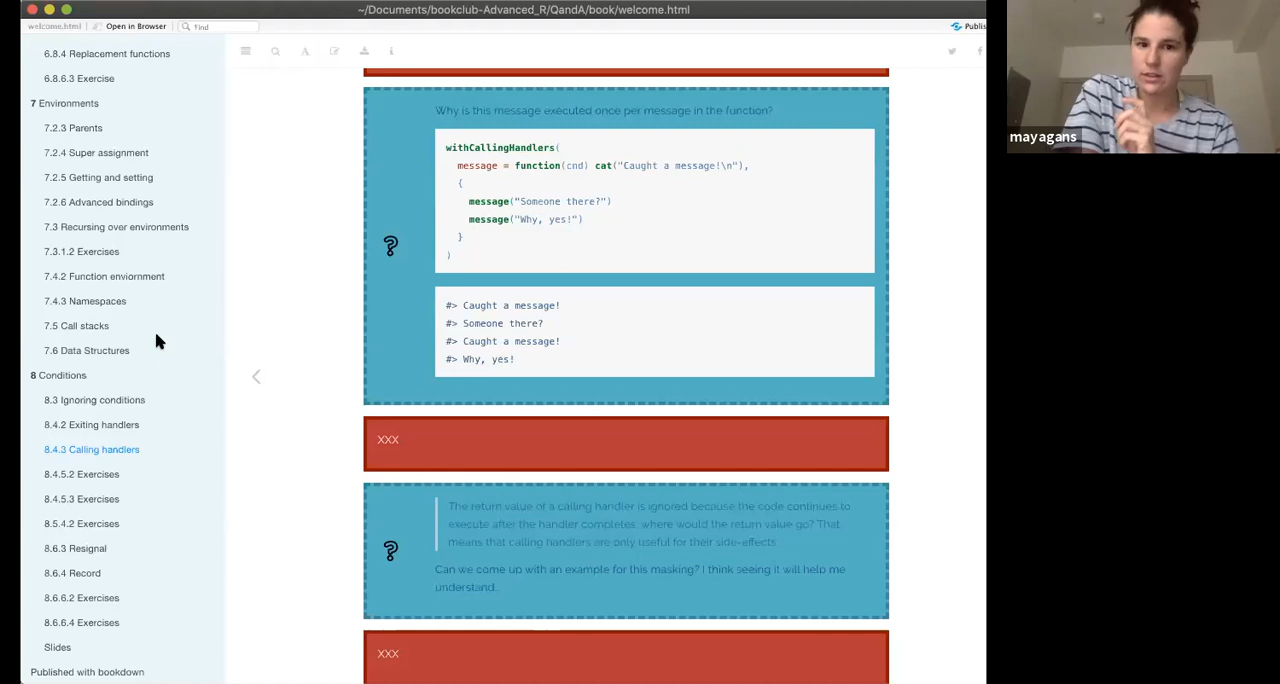 ~/Documents/bookclub-Advanced_R/QandA/book/welcome.html
welcome.html
Open in Browser
find
Publis
6.8.4 Replacement functions
6.8.6.3 Exercise
7 Environments
7.2.3 Parents
7.2.4 Super assignment
7.2.5 Getting and setting
7.2.6 Advanced bindings
7.3 Recursing over environments
7.3.1.2 Exercises
7.4.2 Function enviornment
7.4.3 Namespaces
7.5 Call stacks
7.6 Data Structures
8 Conditions
8.3 Ignoring conditions
8.4.2 Exiting handlers
8.4.3 Calling handlers
8.4.5.2 Exercises
8.4.5.3 Exercises
8.5.4.2 Exercises
8.6.3 Resignal
8.6.4 Record
8.6.6.2 Exercises
8.6.6.4 Exercises
Slides
Published with bookdown
Why is this message executed once per message in the function?
withCallingHandlers(
message = function(cnd) cat("Caught a message!\n"),
{
message("Someone there?")
message("Why, yes!")
}
)
#> Caught a message!
#> Someone there?
#> Caught a message!
#> Why, yes!
XXX
The return value of a calling handler is ignored because the code continues to
execute after the handler completes; where would the return value go? That
means that calling handlers are only useful for their side-effects.
Can we come up with an example for this masking? I think seeing it will help me
understand..
XXX
mayagans